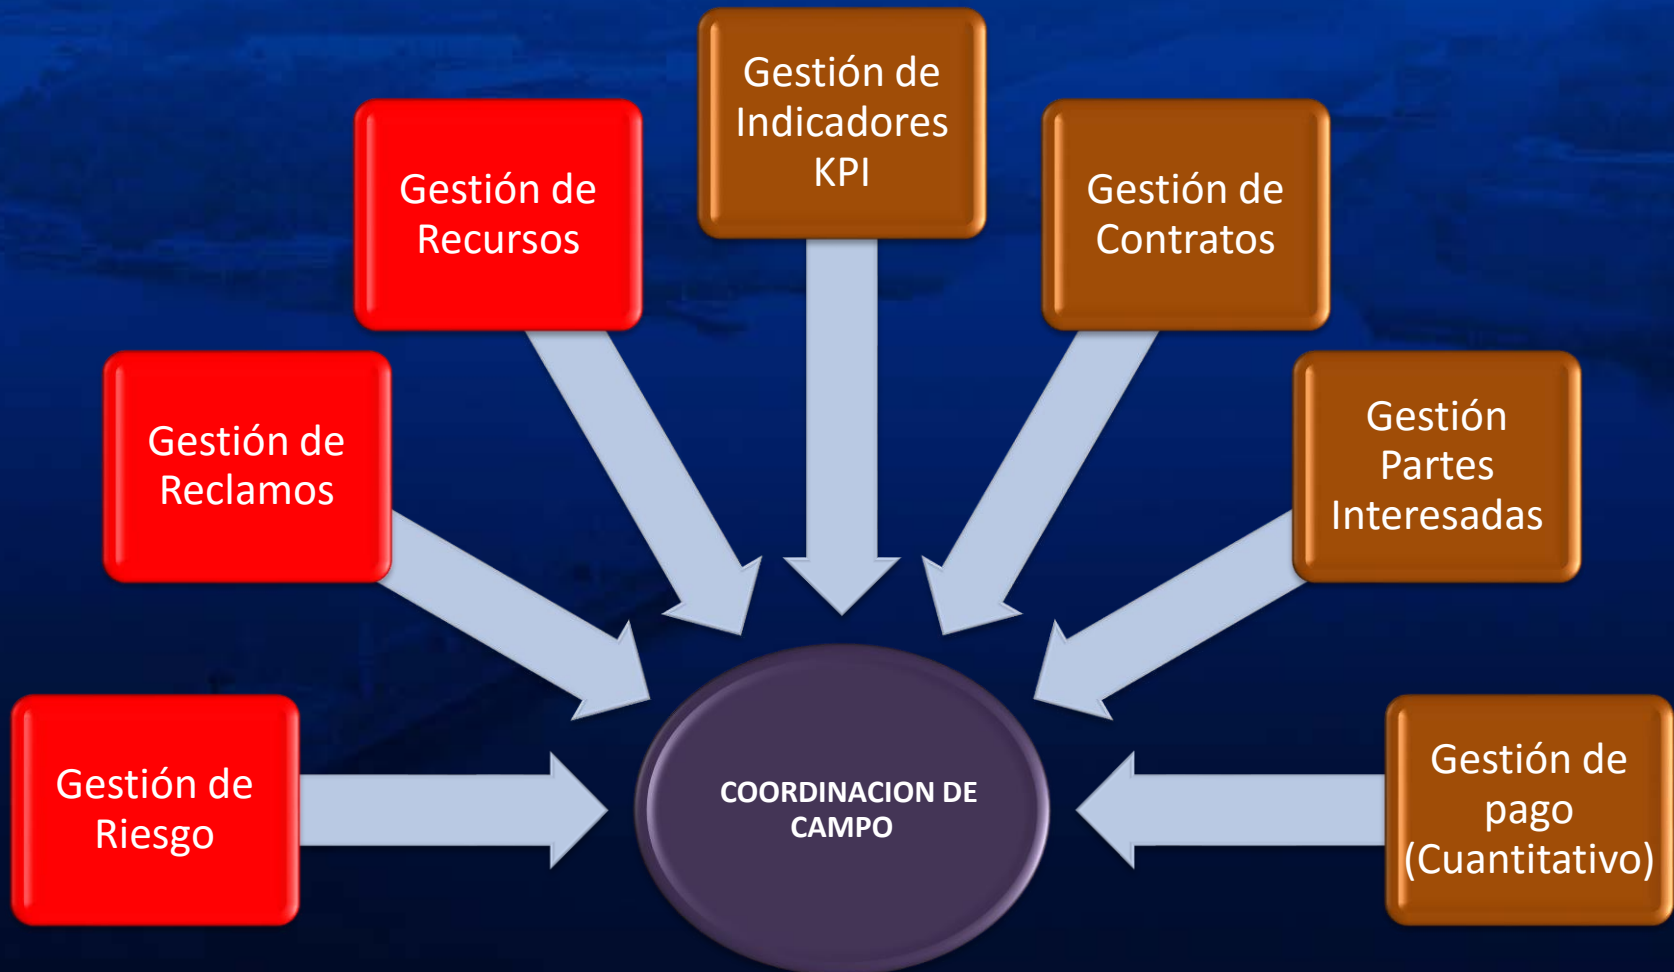 Gestión de
Indicadores
KPI
Gestión de
Recursos
Gestión de
Contratos
Gestión de
Reclamos
Gestión
Partes
Interesadas
Gestión de
Riesgo
COORDINACION DE
CAMPO
Gestión de
pago
(Cuantitativo)